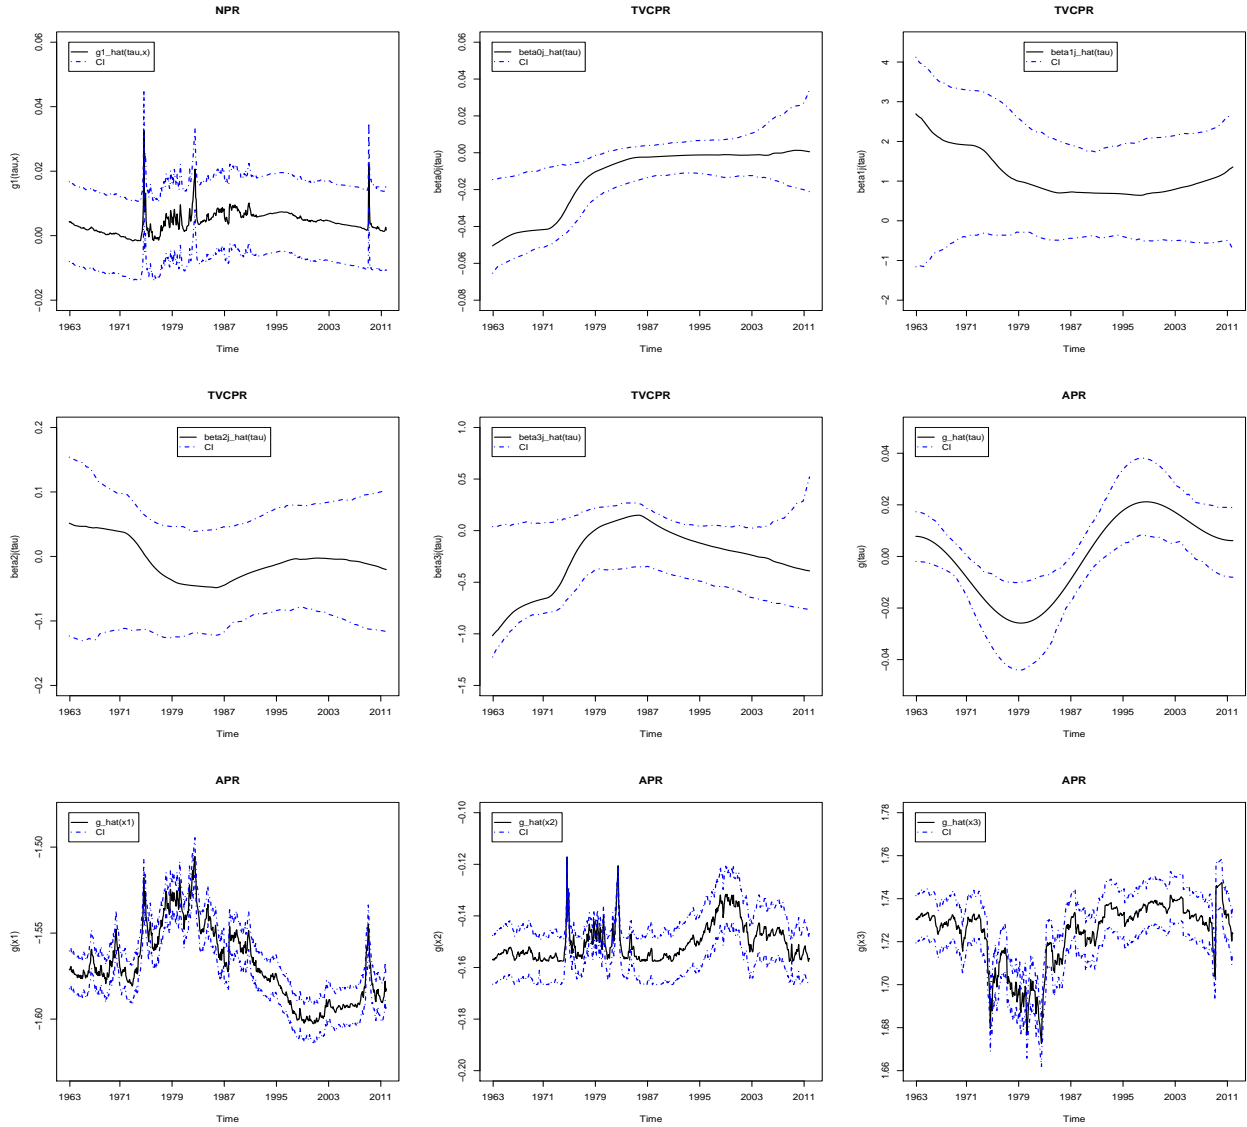 NPR
g1_hat(tau,x)
CI
g1(tau,x)
0.06
0.04
0.02
0.00
−0.02
1963 1971 1979 1987 1995 2003 2011
Time
TVCPR
beta0j_hat(tau)
CI
beta0j(tau)
0.06
0.04
0.02
0.00
−0.02
−0.04
−0.06
−0.08
1963 1971 1979 1987 1995 2003 2011
Time
TVCPR
beta1j_hat(tau)
CI
beta1j(tau)
4
3
2
1
0
−1
−2
1963 1971 1979 1987 1995 2003 2011
Time
TVCPR
beta2j_hat(tau)
CI
beta2j(tau)
0.2
0.1
0.0
−0.1
−0.2
1963 1971 1979 1987 1995 2003 2011
Time
TVCPR
beta3j_hat(tau)
CI
beta3j(tau)
1.0
0.5
0.0
−0.5
−1.0
−1.5
1963 1971 1979 1987 1995 2003 2011
Time
APR
g_hat(tau)
CI
g(tau)
0.04
0.02
0.00
−0.02
−0.04
1963 1971 1979 1987 1995 2003 2011
Time
APR
g_hat(x1)
CI
g(x1)
−1.50
−1.55
−1.60
1963 1971 1979 1987 1995 2003 2011
Time
APR
g_hat(x2)
CI
g(x2)
−0.10
−0.12
−0.14
−0.16
−0.18
−0.20
1963 1971 1979 1987 1995 2003 2011
Time
APR
g_hat(x3)
CI
g(x3)
1.78
1.76
1.74
1.72
1.70
1.68
1.66
1963 1971 1979 1987 1995 2003 2011
Time